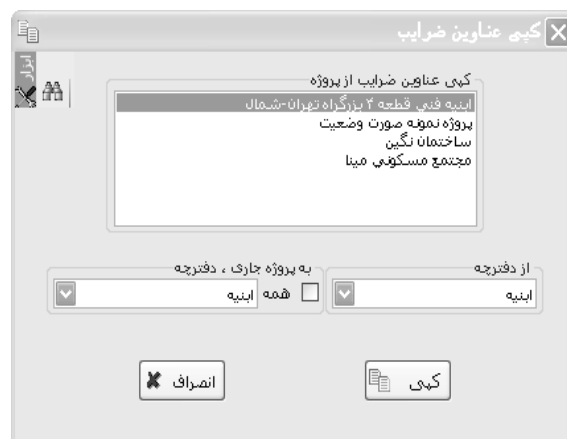 کپی عناوین ضرایب
ابزار
کپی عناوین ضرایب از پروژه
ابنیه فنی قطعه ۴ بزرگراه تهران-شمال
پروژه نمونه صورت وضعیت
ساختمان نگین
مجتمع مسکونی مینا
از دفترچه
ابنیه
به پروژه جاری ، دفترچه
همه
ابنیه
کپی
انصراف